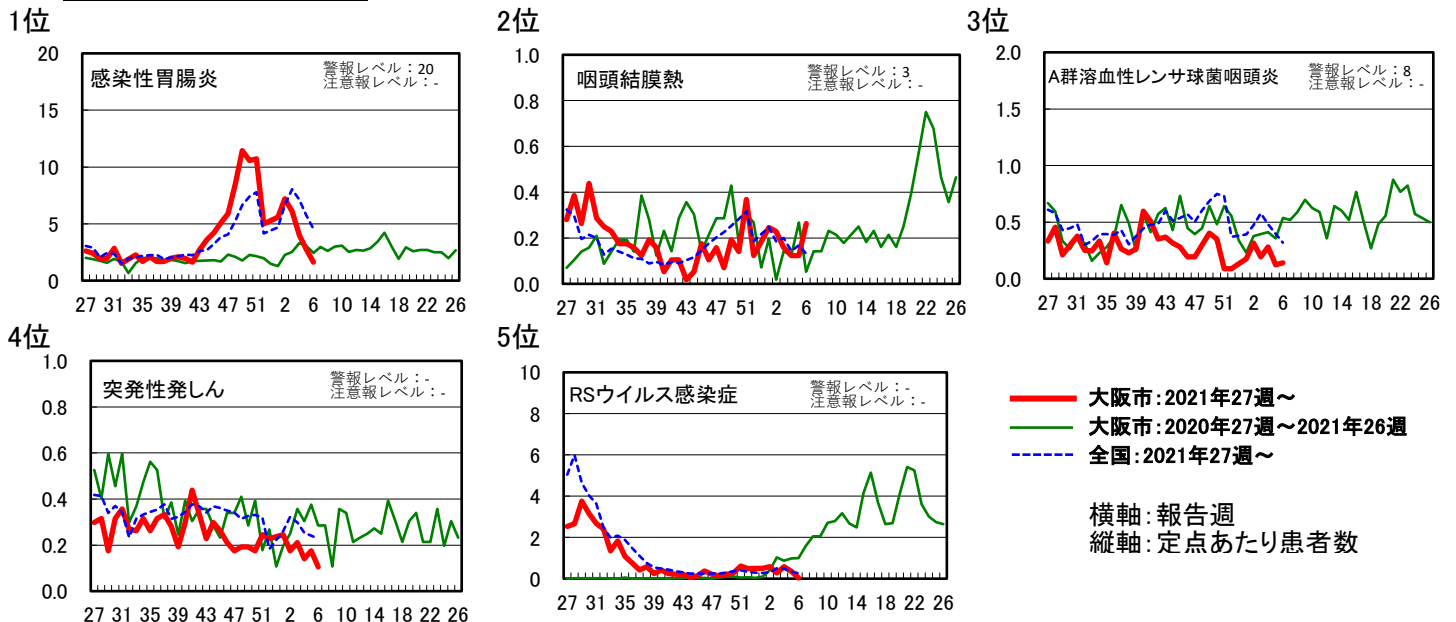 1位
感染性胃腸炎
警報レベル：20
注意報レベル：-
20
15
10
5
0
27 31 35 39 43 47 51 2 6 10 14 18 22 26
2位
咽頭結膜熱
警報レベル：3
注意報レベル：-
1.0
0.8
0.6
0.4
0.2
0.0
27 31 35 39 43 47 51 2 6 10 14 18 22 26
3位
A群溶血性レンサ球菌咽頭炎
警報レベル：8
注意報レベル：-
2.0
1.5
1.0
0.5
0.0
27 31 35 39 43 47 51 2 6 10 14 18 22 26
4位
突発性発しん
警報レベル：-
注意報レベル：-
1.0
0.8
0.6
0.4
0.2
0.0
27 31 35 39 43 47 51 2 6 10 14 18 22 26
5位
RSウイルス感染症
警報レベル：-
注意報レベル：-
10
8
6
4
2
0
27 31 35 39 43 47 51 2 6 10 14 18 22 26
大阪市：2021年27週～
大阪市：2020年27週～2021年26週
全国：2021年27週～
横軸：報告週
縦軸：定点あたり患者数